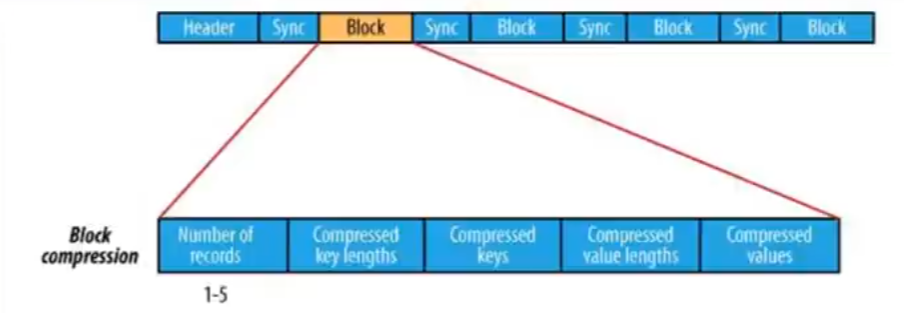 Header Sync Block Sync Block Sync Block Sync Block
Block
compression
Number of
records
Compressed
key lengths
Compressed
keys
Compressed
value lengths
Compressed
values
1-5